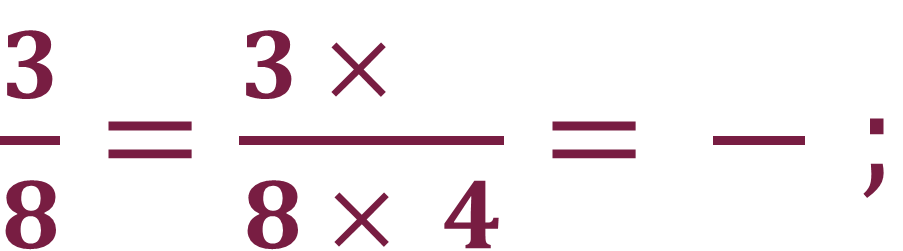 3/8 = (3 ×  )/(8 × 4) = — ;